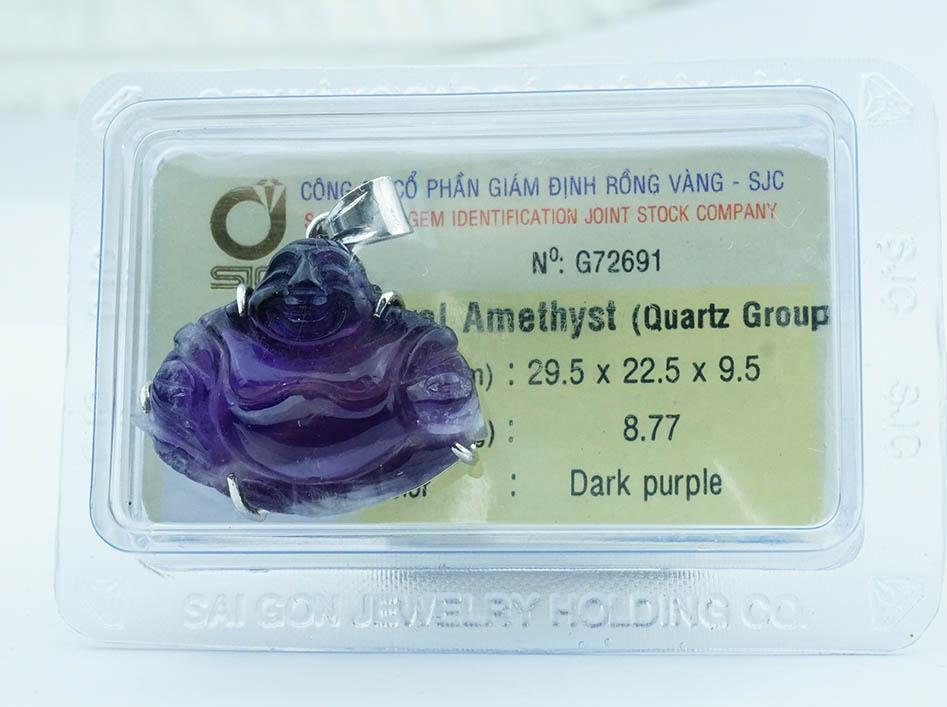 CÔNG CỔ PHẦN GIÁM ĐỊNH RỒNG VÀNG - SJC
GEM IDENTIFICATION JOINT STOCK COMPANY
Nº: G72691
Amethyst (Quartz Group
: 29.5 x 22.5 x 9.5
: 8.77
: Dark purple
SJC
SJC
SAI GON JEWELRY HOLDING CO.